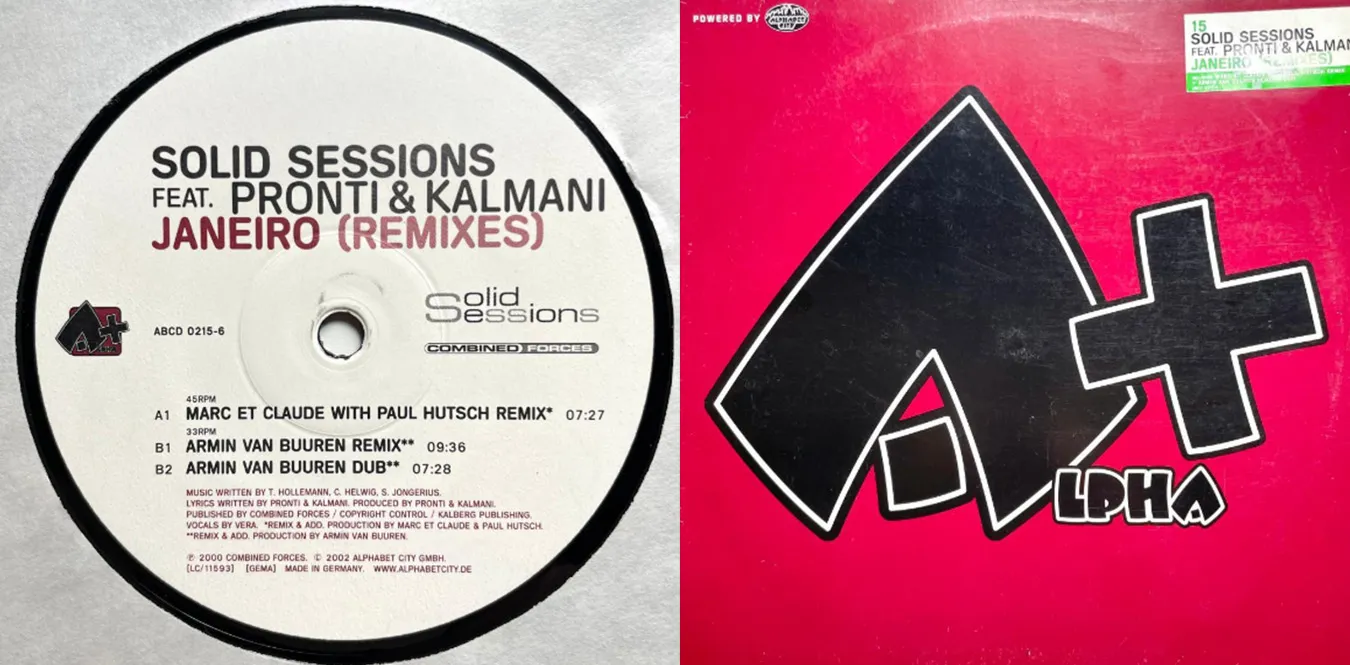 SOLID SESSIONS
FEAT. PRONTI & KALMANI
JANEIRO (REMIXES)
ABCD 0215-6
Solid
Sessions
COMBINED FORCES
45RPM
A1 MARC ET CLAUDE WITH PAUL HUTSCH REMIX* 07:27
33RPM
B1 ARMIN VAN BUUREN REMIX** 09:36
B2 ARMIN VAN BUUREN DUB** 07:28
MUSIC WRITTEN BY T. HOLLEMANN, C. HELWIG, S. JONGERIUS.
LYRICS WRITTEN BY PRONTI & KALMANI. PRODUCED BY PRONTI & KALMANI.
PUBLISHED BY COMBINED FORCES / COPYRIGHT CONTROL / KALBERG PUBLISHING.
VOCALS BY VERA. *REMIX & ADD. PRODUCTION BY MARC ET CLAUDE & PAUL HUTSCH.
**REMIX & ADD. PRODUCTION BY ARMIN VAN BUUREN.
℗ 2000 COMBINED FORCES. © 2002 ALPHABET CITY GMBH.
[LC/11593] [GEMA] MADE IN GERMANY. WWW.ALPHABETCITY.DE
POWERED BY ALPHABET CITY
15
SOLID SESSIONS
FEAT. PRONTI & KALMAN
JANEIRO (REMIXES)
A+
LPHA